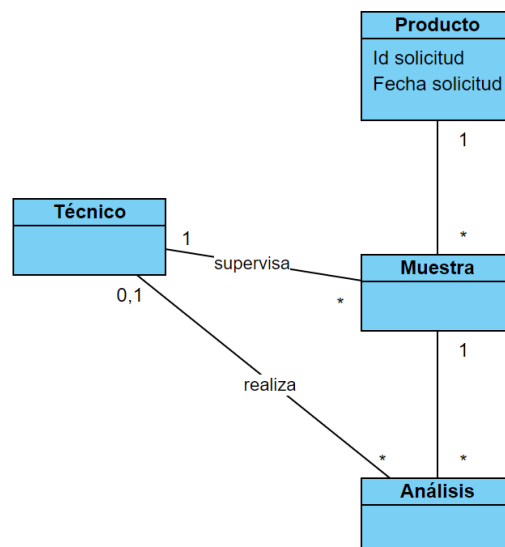 Producto
Id solicitud
Fecha solicitud
1
*
Técnico
1
supervisa
*
Muestra
0,1
1
realiza
*
*
Análisis